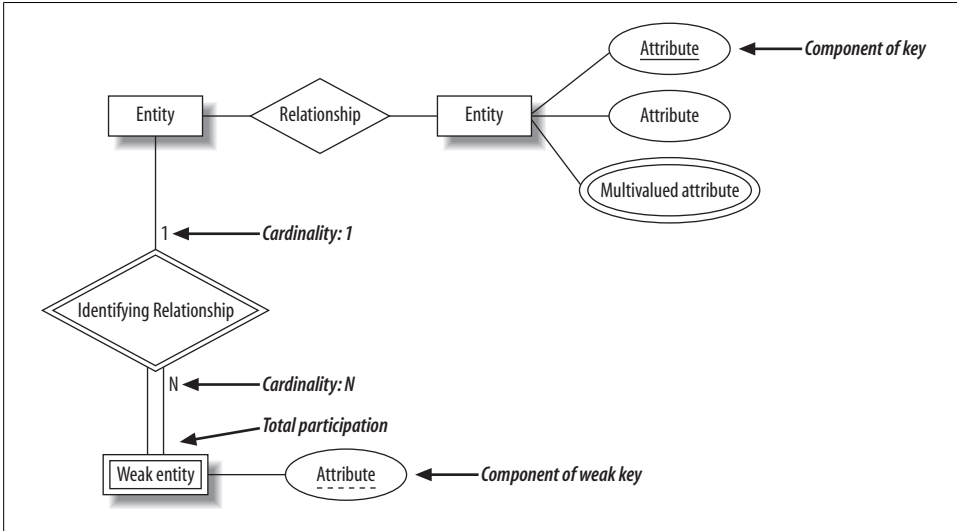 Attribute
Component of key
Entity
Relationship
Entity
Attribute
Multivalued attribute
1
Cardinality: 1
Identifying Relationship
N
Cardinality: N
Total participation
Weak entity
Attribute
Component of weak key